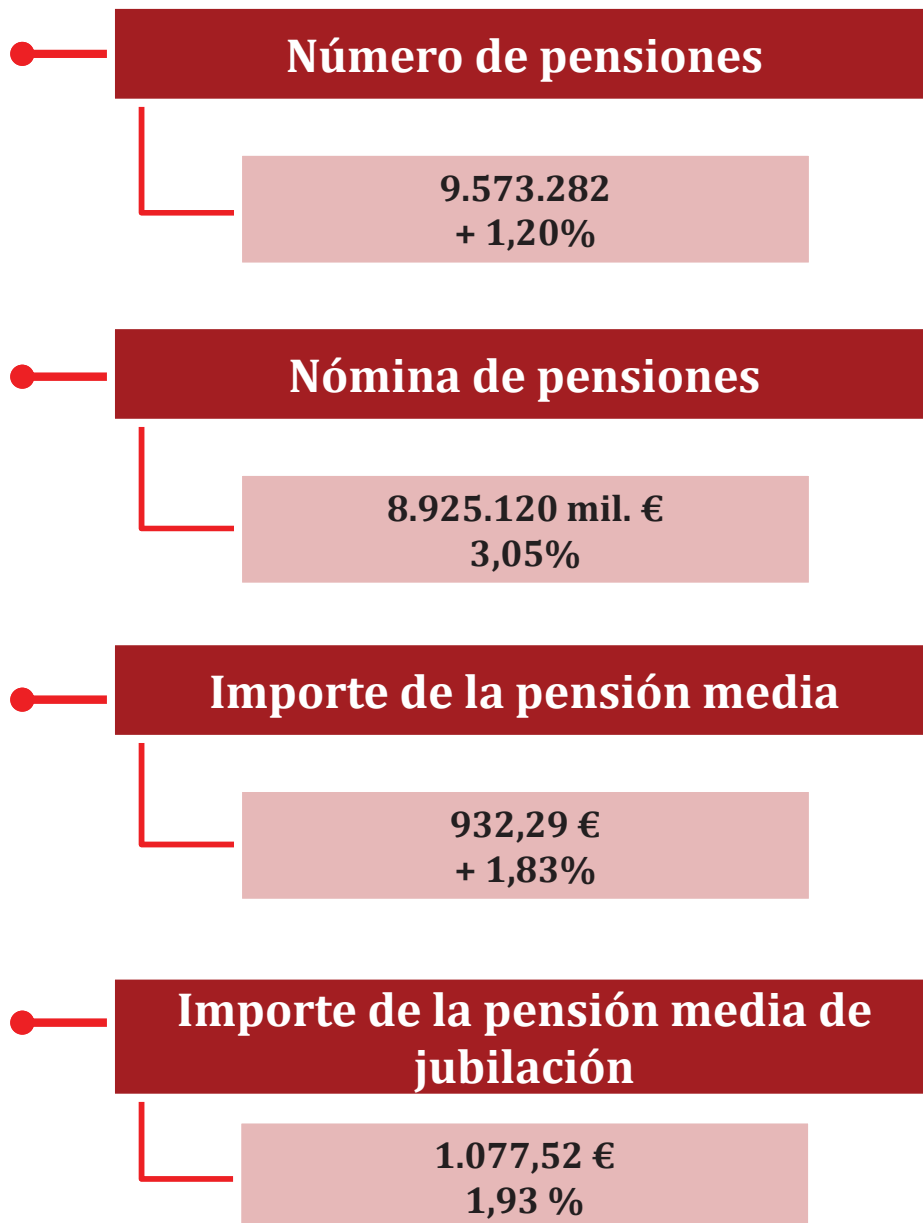 Número de pensiones
9.573.282
+ 1,20%
Nómina de pensiones
8.925.120 mil. €
3,05%
Importe de la pensión media
932,29 €
+ 1,83%
Importe de la pensión media de
jubilación
1.077,52 €
1,93 %